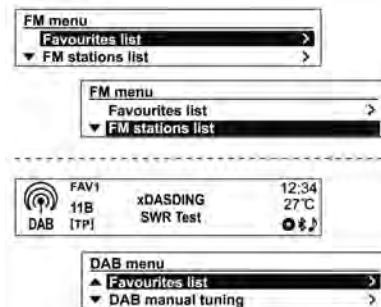 FM menu
Favourites list >
▼ FM stations list >
FM menu
Favourites list >
▼ FM stations list
FAV1 12:34
xDASDING
11B 27°C
SWR Test
DAB [TP]
DAB menu
▲ Favourites list >
▼ DAB manual tuning >